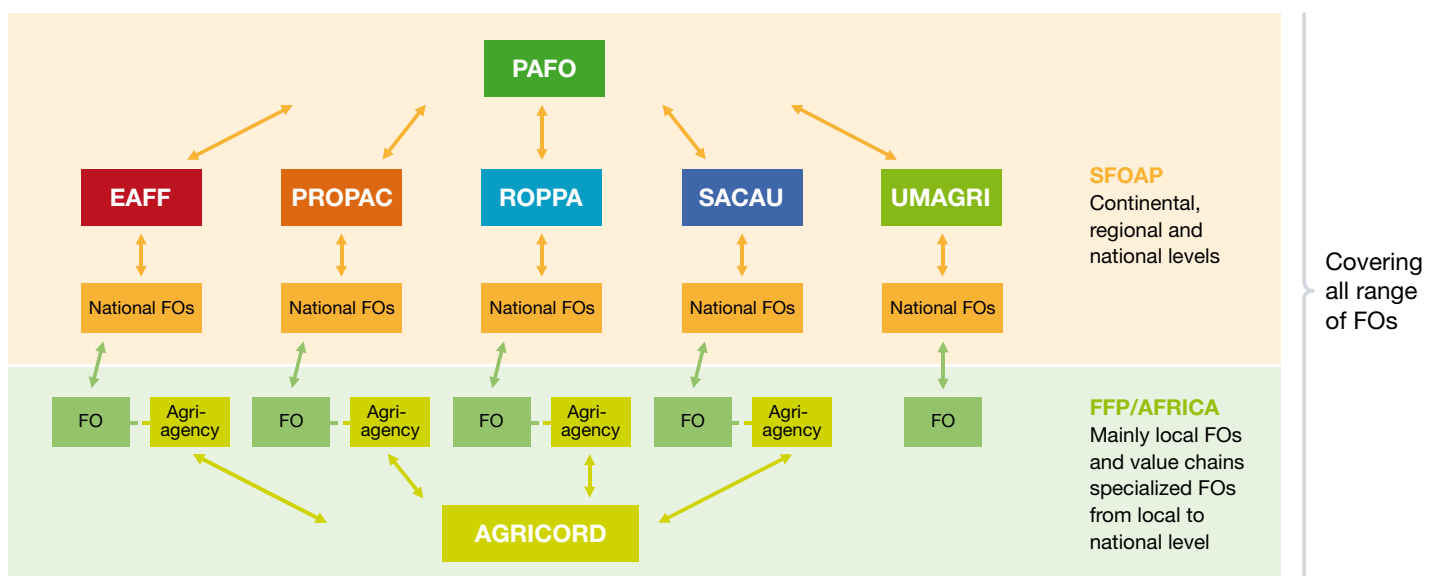 PAFO
EAFF
PROPAC
ROPPA
SACAU
UMAGRI
SFOAP
Continental,
regional and
national levels
National FOs
National FOs
National FOs
National FOs
National FOs
Covering
all range
of FOs
FO
Agri-
agency
FO
Agri-
agency
FO
Agri-
agency
FO
Agri-
agency
FO
FFP/AFRICA
Mainly local FOs
and value chains
specialized FOs
from local to
national level
AGRICORD